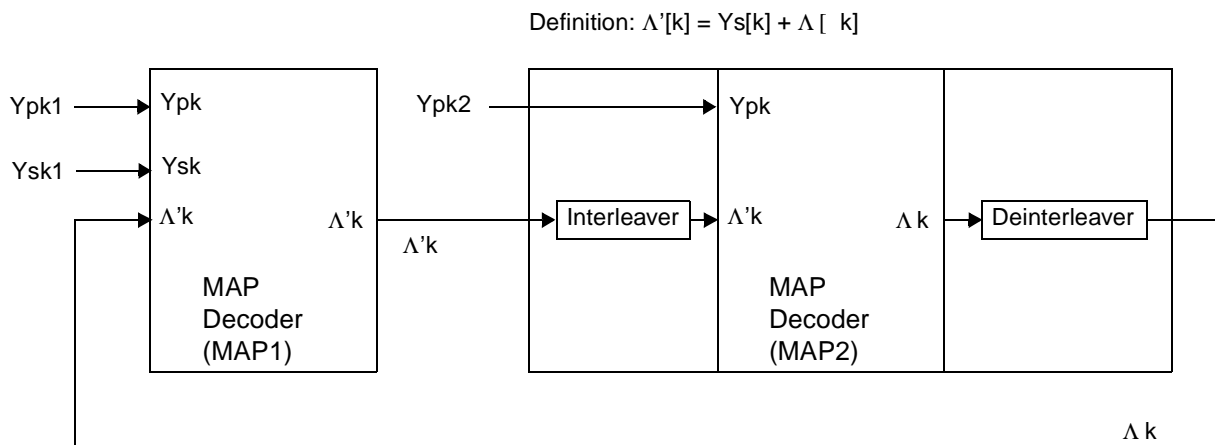 Definition: Λ’[k] = Ys[k] + Λ [ k]
Ypk1
Ypk
Ypk2
Ypk
Ysk1
Ysk
Λ’k
Λ’k
Λ’k
Interleaver
Λ’k
Λ k
Deinterleaver
MAP
Decoder
(MAP1)
MAP
Decoder
(MAP2)
Λ k